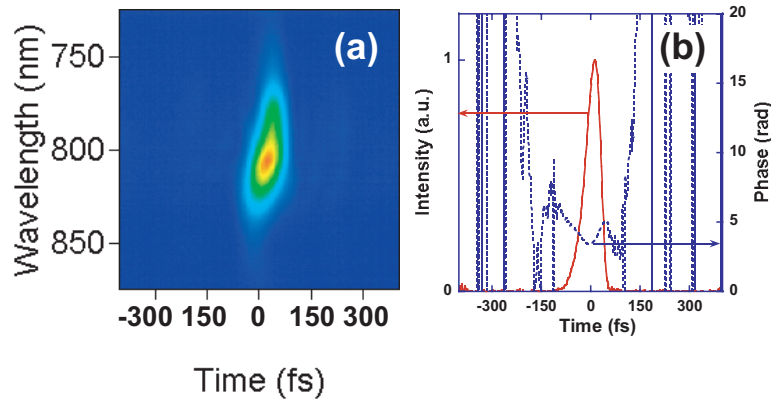 (a)
Wavelength (nm)
750
800
850
-300 150 0 150 300
Time (fs)
(b)
Intensity (a.u.)
1
0
Phase (rad)
20
15
10
5
0
-300 -150 0 150 300
Time (fs)